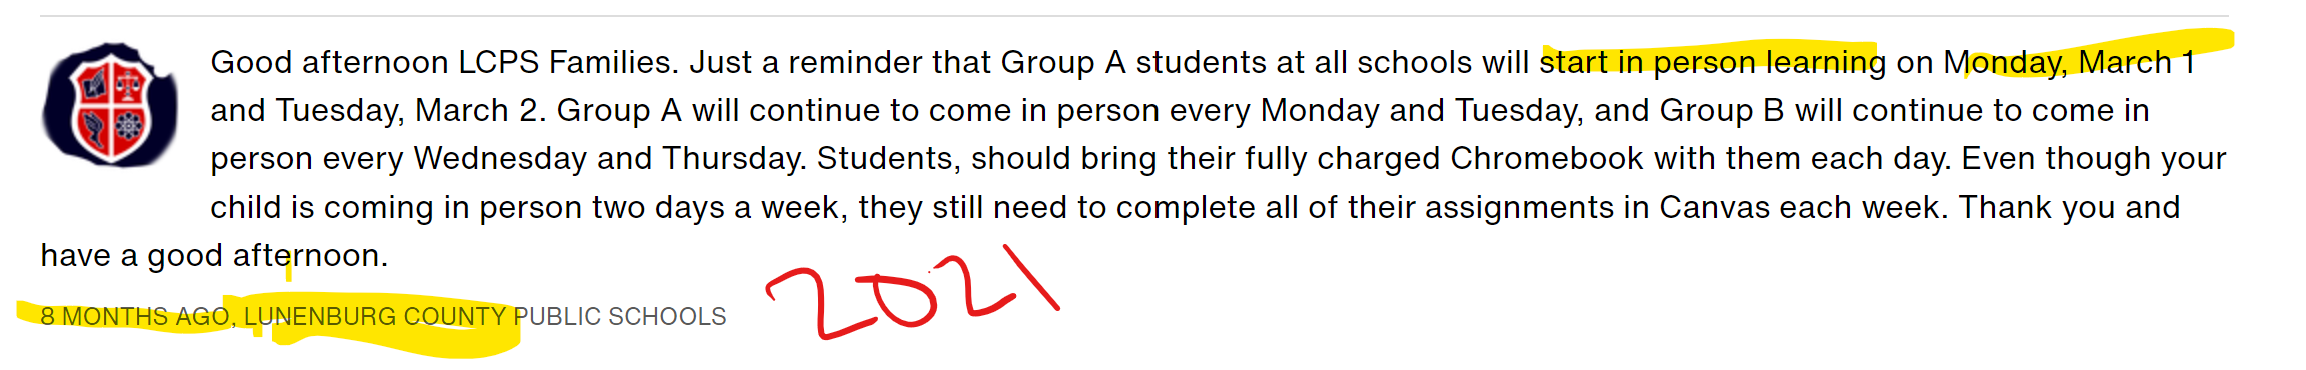 Good afternoon LCPS Families. Just a reminder that Group A students at all schools will start in person learning on Monday, March 1
and Tuesday, March 2. Group A will continue to come in person every Monday and Tuesday, and Group B will continue to come in
person every Wednesday and Thursday. Students, should bring their fully charged Chromebook with them each day. Even though your
child is coming in person two days a week, they still need to complete all of their assignments in Canvas each week. Thank you and
have a good afternoon.
8 MONTHS AGO, LUNENBURG COUNTY PUBLIC SCHOOLS
2021